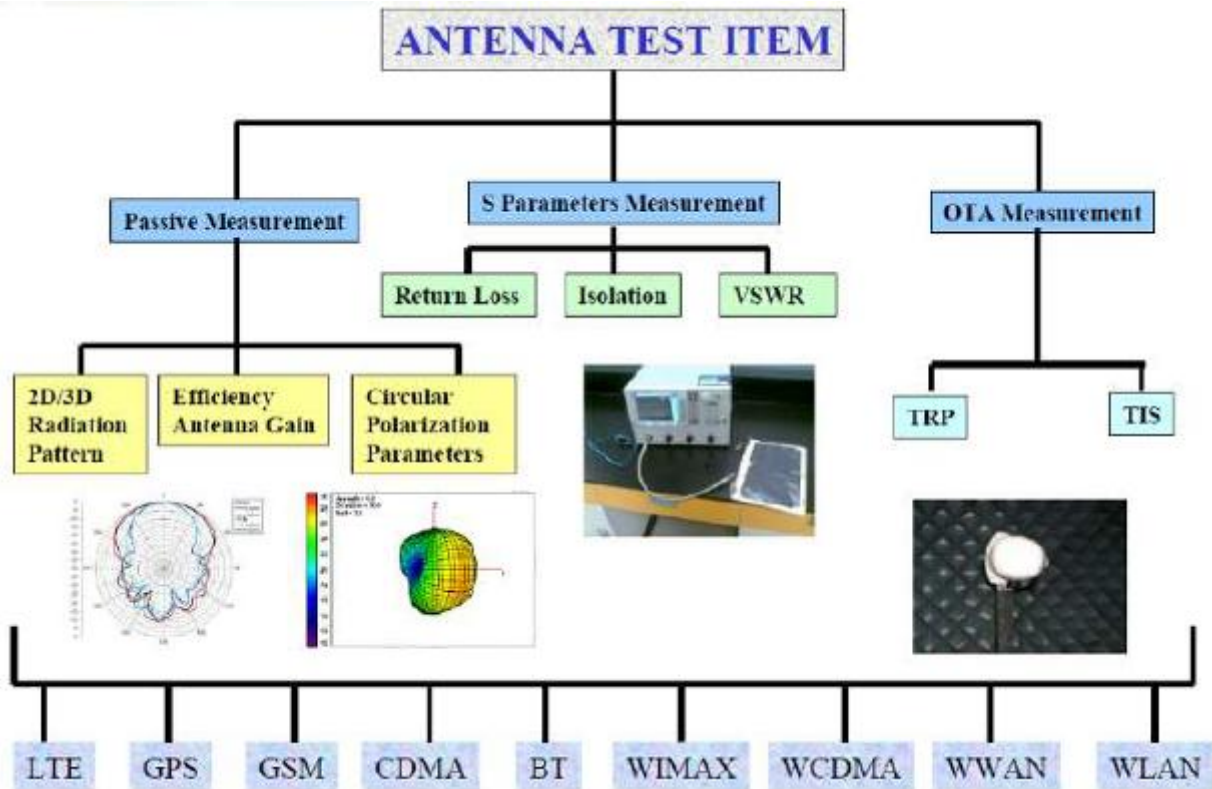 ANTENNA TEST ITEM
Passive Measurement
S Parameters Measurement
OTA Measurement
Return Loss
Isolation
VSWR
2D/3D
Radiation
Pattern
Efficiency
Antenna Gain
Circular
Polarization
Parameters
TRP
TIS
LTE
GPS
GSM
CDMA
BT
WIMAX
WCDMA
WWAN
WLAN